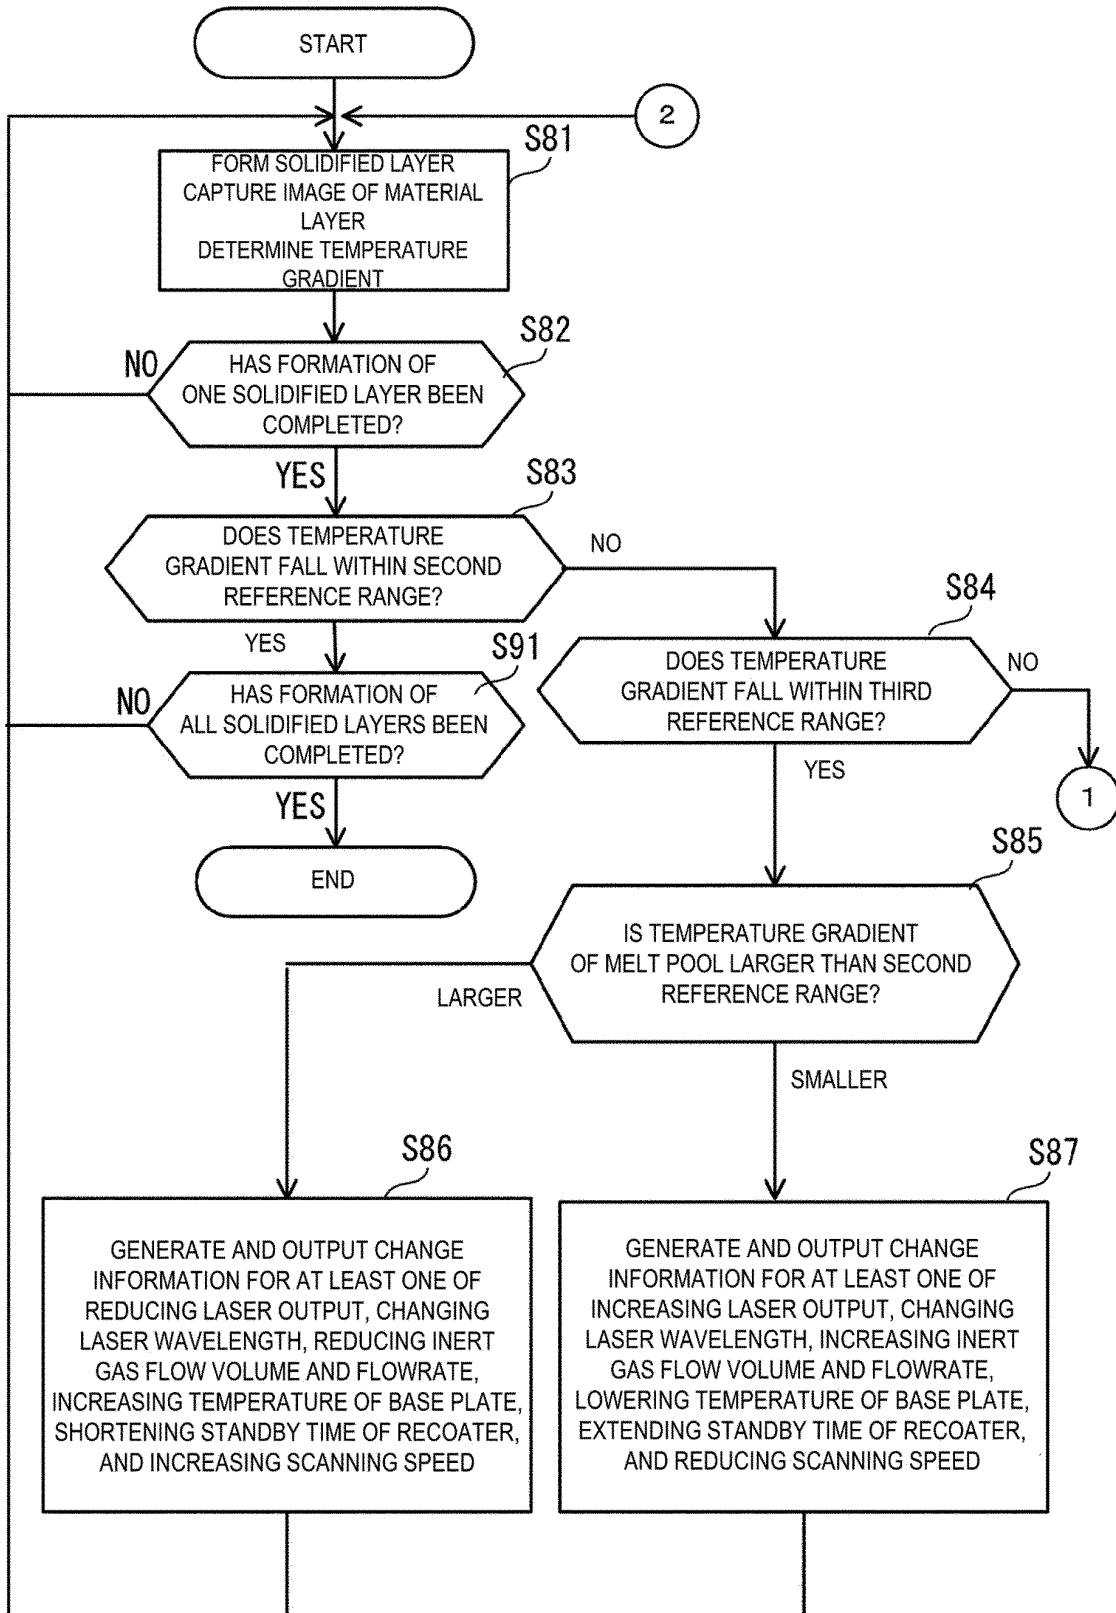 START
2
S81
FORM SOLIDIFIED LAYER
CAPTURE IMAGE OF MATERIAL
LAYER
DETERMINE TEMPERATURE
GRADIENT
S82
NO
HAS FORMATION OF
ONE SOLIDIFIED LAYER BEEN
COMPLETED?
YES
S83
DOES TEMPERATURE
GRADIENT FALL WITHIN SECOND
REFERENCE RANGE?
NO
YES
S84
DOES TEMPERATURE
GRADIENT FALL WITHIN THIRD
REFERENCE RANGE?
NO
YES
1
S91
NO
HAS FORMATION OF
ALL SOLIDIFIED LAYERS BEEN
COMPLETED?
YES
END
S85
IS TEMPERATURE GRADIENT
OF MELT POOL LARGER THAN SECOND
REFERENCE RANGE?
LARGER
SMALLER
S86
GENERATE AND OUTPUT CHANGE
INFORMATION FOR AT LEAST ONE OF
REDUCING LASER OUTPUT, CHANGING
LASER WAVELENGTH, REDUCING INERT
GAS FLOW VOLUME AND FLOWRATE,
INCREASING TEMPERATURE OF BASE PLATE,
SHORTENING STANDBY TIME OF RECOATER,
AND INCREASING SCANNING SPEED
S87
GENERATE AND OUTPUT CHANGE
INFORMATION FOR AT LEAST ONE OF
INCREASING LASER OUTPUT, CHANGING
LASER WAVELENGTH, INCREASING INERT
GAS FLOW VOLUME AND FLOWRATE,
LOWERING TEMPERATURE OF BASE PLATE,
EXTENDING STANDBY TIME OF RECOATER,
AND REDUCING SCANNING SPEED